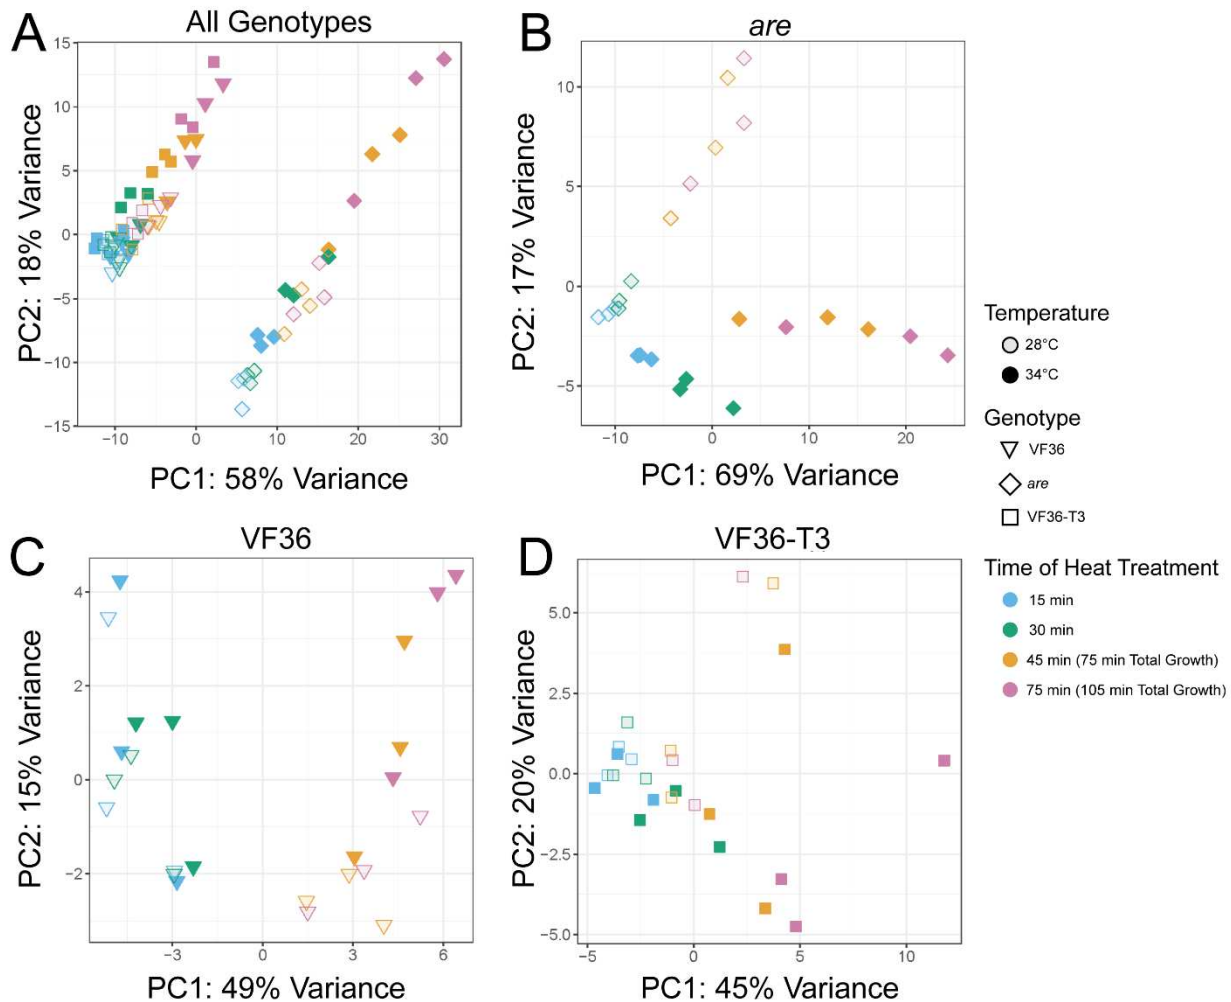 A
All Genotypes
15
10
5
0
−5
−10
−15
−10
0
10
20
30
PC2: 18% Variance
PC1: 58% Variance
B
are
10
5
0
−5
−10
0
10
20
PC2: 17% Variance
PC1: 69% Variance
C
VF36
4
2
0
−2
−3
0
3
6
PC2: 15% Variance
PC1: 49% Variance
D
VF36-T3
5.0
2.5
0.0
−2.5
−5.0
−5
0
5
10
PC2: 20% Variance
PC1: 45% Variance
Temperature
28°C
34°C
Genotype
VF36
are
VF36-T3
Time of Heat Treatment
15 min
30 min
45 min (75 min Total Growth)
75 min (105 min Total Growth)